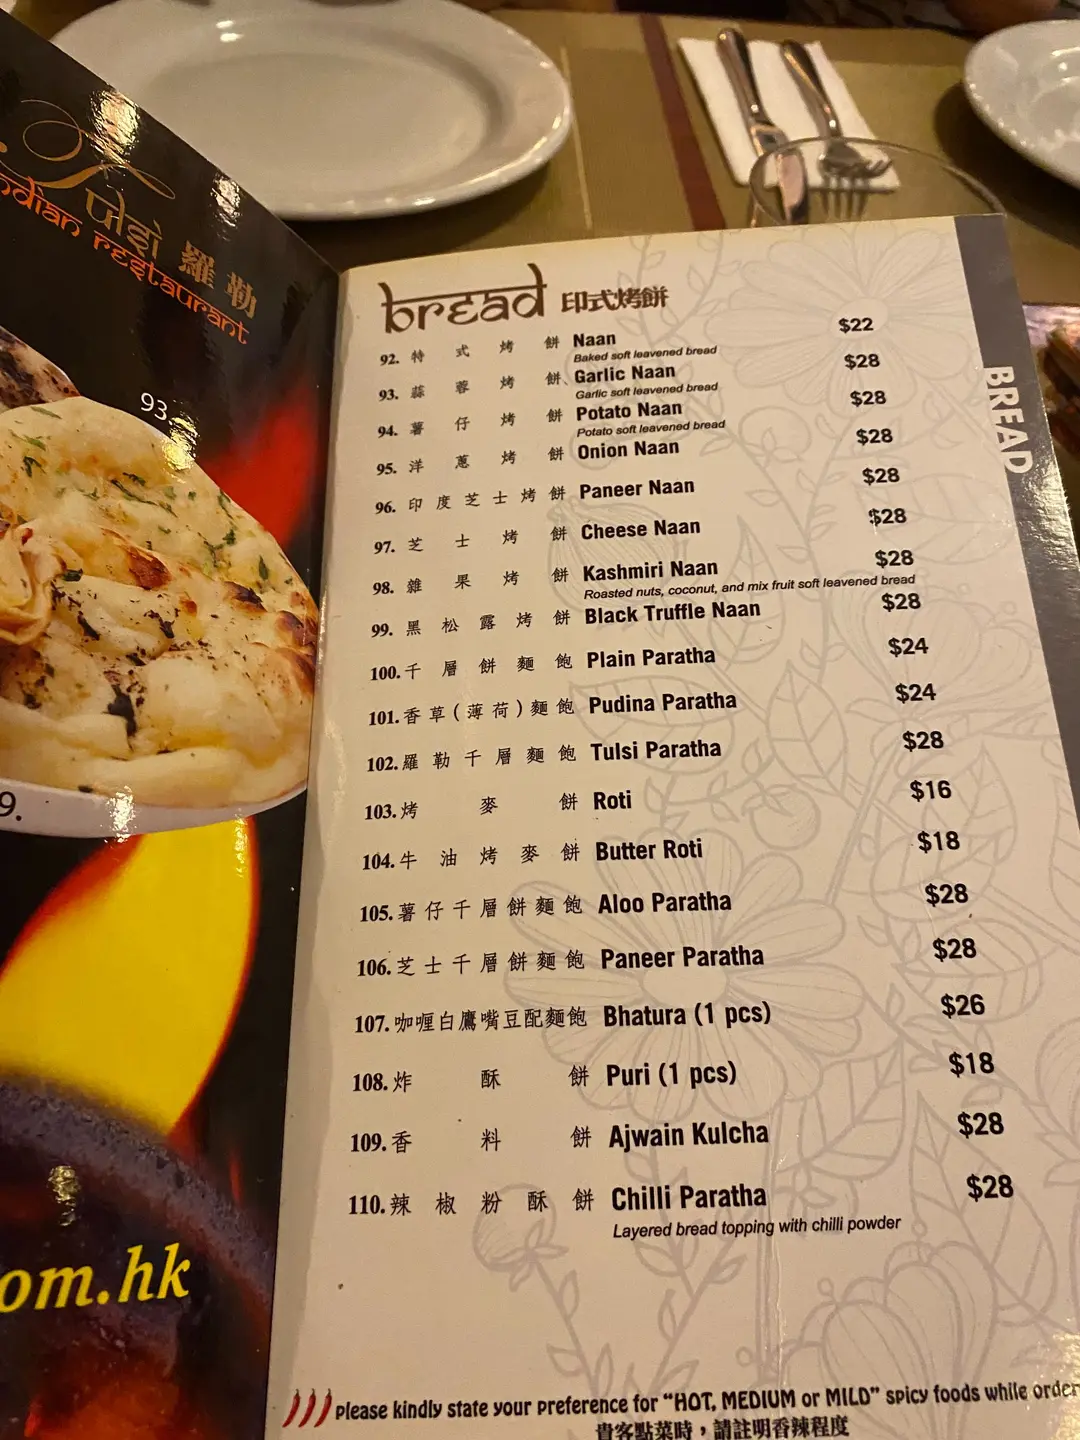 ulsi 羅勒
ndian restaurant
93
9.
om.hk
bread 印式烤餅
92. 特式烤餅 Naan $22
Baked soft leavened bread
93. 蒜蓉烤餅 Garlic Naan $28
Garlic soft leavened bread
94. 薯仔烤餅 Potato Naan $28
Potato soft leavened bread
95. 洋蔥烤餅 Onion Naan $28
96. 印度芝士烤餅 Paneer Naan $28
97. 芝士烤餅 Cheese Naan $28
98. 雜果烤餅 Kashmiri Naan $28
Roasted nuts, coconut, and mix fruit soft leavened bread
99. 黑松露烤餅 Black Truffle Naan $28
100. 千層餅麵飽 Plain Paratha $24
101. 香草(薄荷)麵飽 Pudina Paratha $24
102. 羅勒千層麵飽 Tulsi Paratha $28
103. 烤麥餅 Roti $16
104. 牛油烤麥餅 Butter Roti $18
105. 薯仔千層餅麵飽 Aloo Paratha $28
106. 芝士千層餅麵飽 Paneer Paratha $28
107. 咖喱白鷹嘴豆配麵飽 Bhatura (1 pcs) $26
108. 炸酥餅 Puri (1 pcs) $18
109. 香料餅 Ajwain Kulcha $28
110. 辣椒粉酥餅 Chilli Paratha $28
Layered bread topping with chilli powder
BREAD
Please kindly state your preference for “HOT, MEDIUM or MILD” spicy foods while order
貴客點菜時，請註明香辣程度